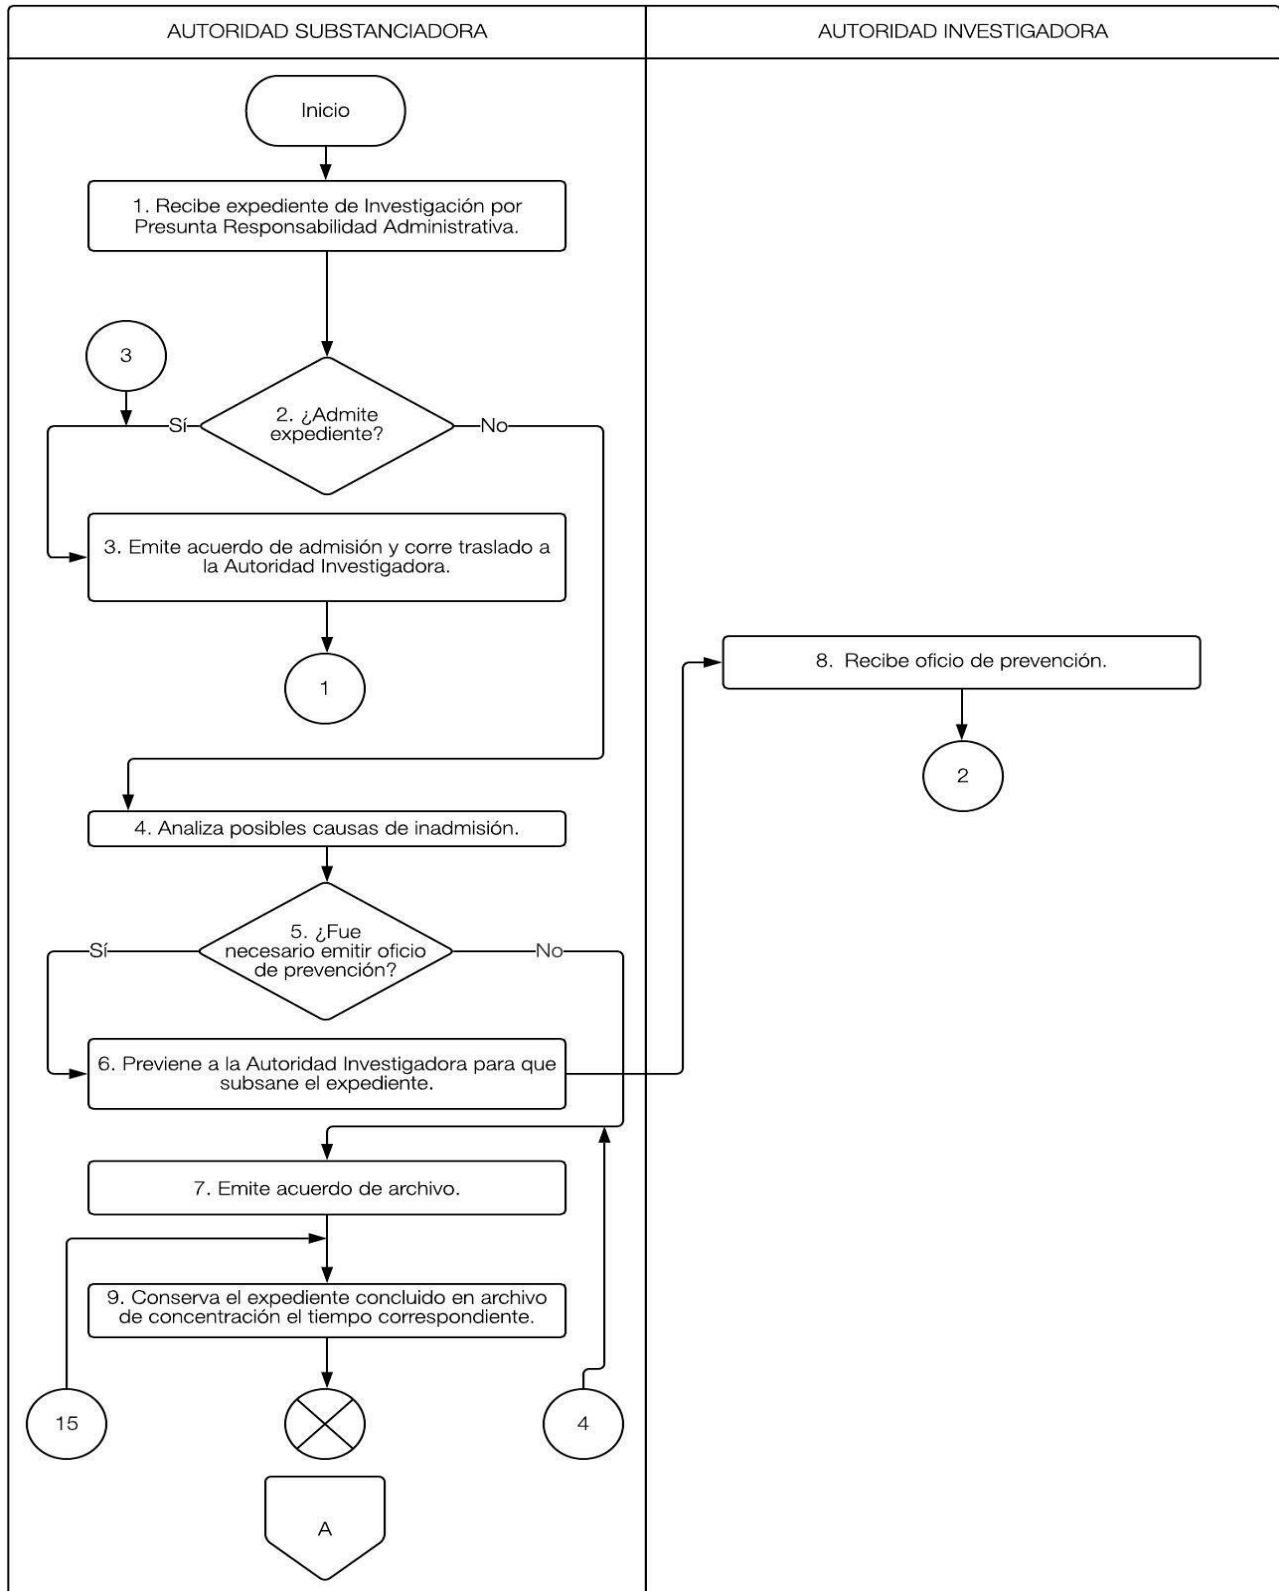 AUTORIDAD SUBSTANCIADORA
AUTORIDAD INVESTIGADORA
Inicio
1. Recibe expediente de Investigación por
Presunta Responsabilidad Administrativa.
3
Sí
2. ¿Admite
expediente?
No
3. Emite acuerdo de admisión y corre traslado a
la Autoridad Investigadora.
1
8. Recibe oficio de prevención.
2
4. Analiza posibles causas de inadmisión.
Sí
5. ¿Fue
necesario emitir oficio
de prevención?
No
6. Previene a la Autoridad Investigadora para que
subsane el expediente.
7. Emite acuerdo de archivo.
9. Conserva el expediente concluido en archivo
de concentración el tiempo correspondiente.
15
4
A